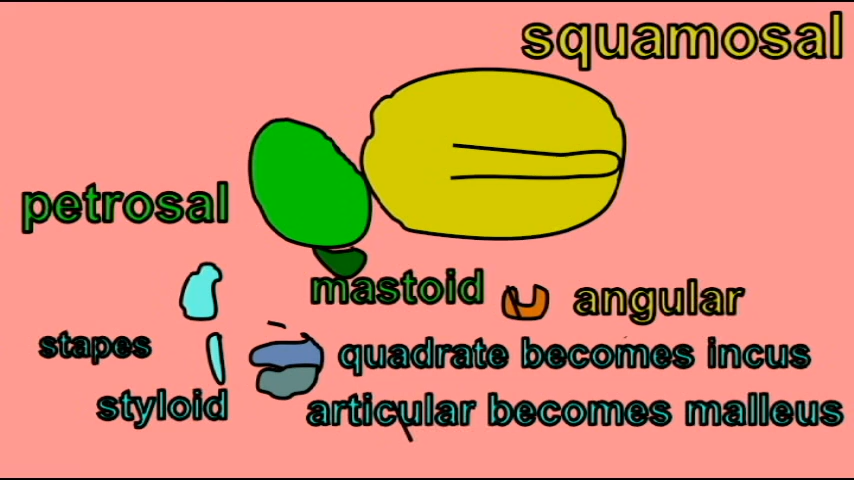 squamosal
petrosal
mastoid
angular
stapes
quadrate becomes incus
styloid
articular becomes malleus